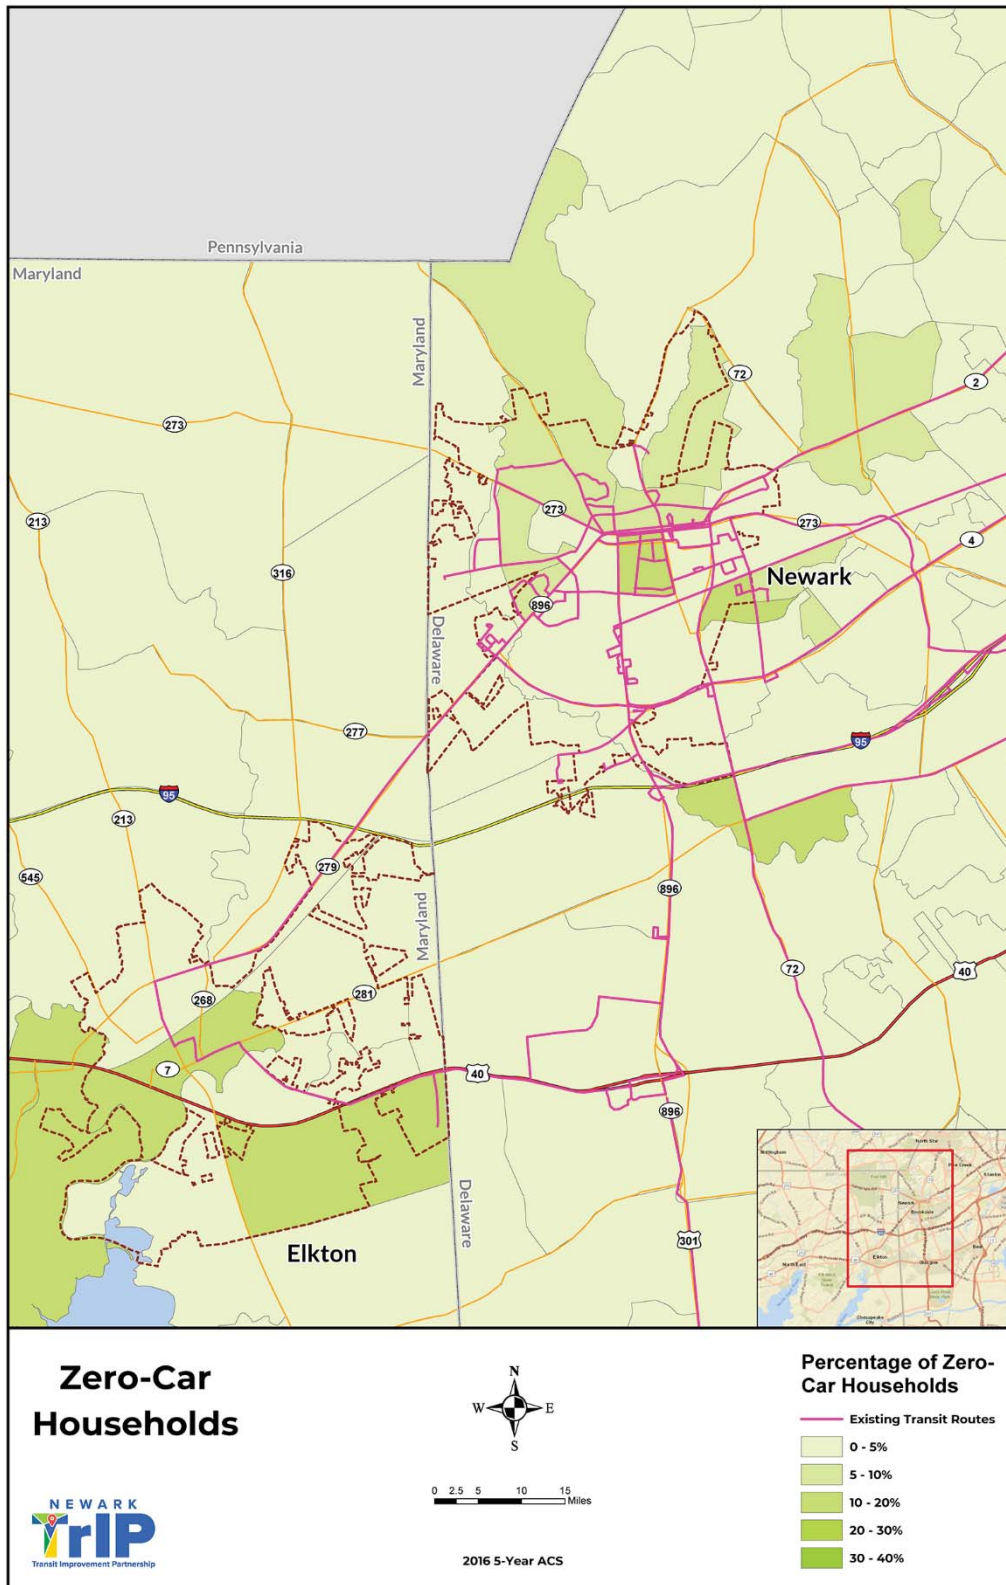 Pennsylvania
Maryland
Maryland
72
2
273
273
273
4
213
316
Newark
896
Delaware
277
95
95
213
279
545
896
Maryland
40
72
268
281
7
40
896
Delaware
Elkton
301
Newark
Elkton
Zero-Car
Households
N
W
E
S
0 2.5 5 10 15
Miles
NEWARK
TrIP
Transit Improvement Partnership
2016 5-Year ACS
Percentage of Zero-
Car Households
Existing Transit Routes
0 - 5%
5 - 10%
10 - 20%
20 - 30%
30 - 40%